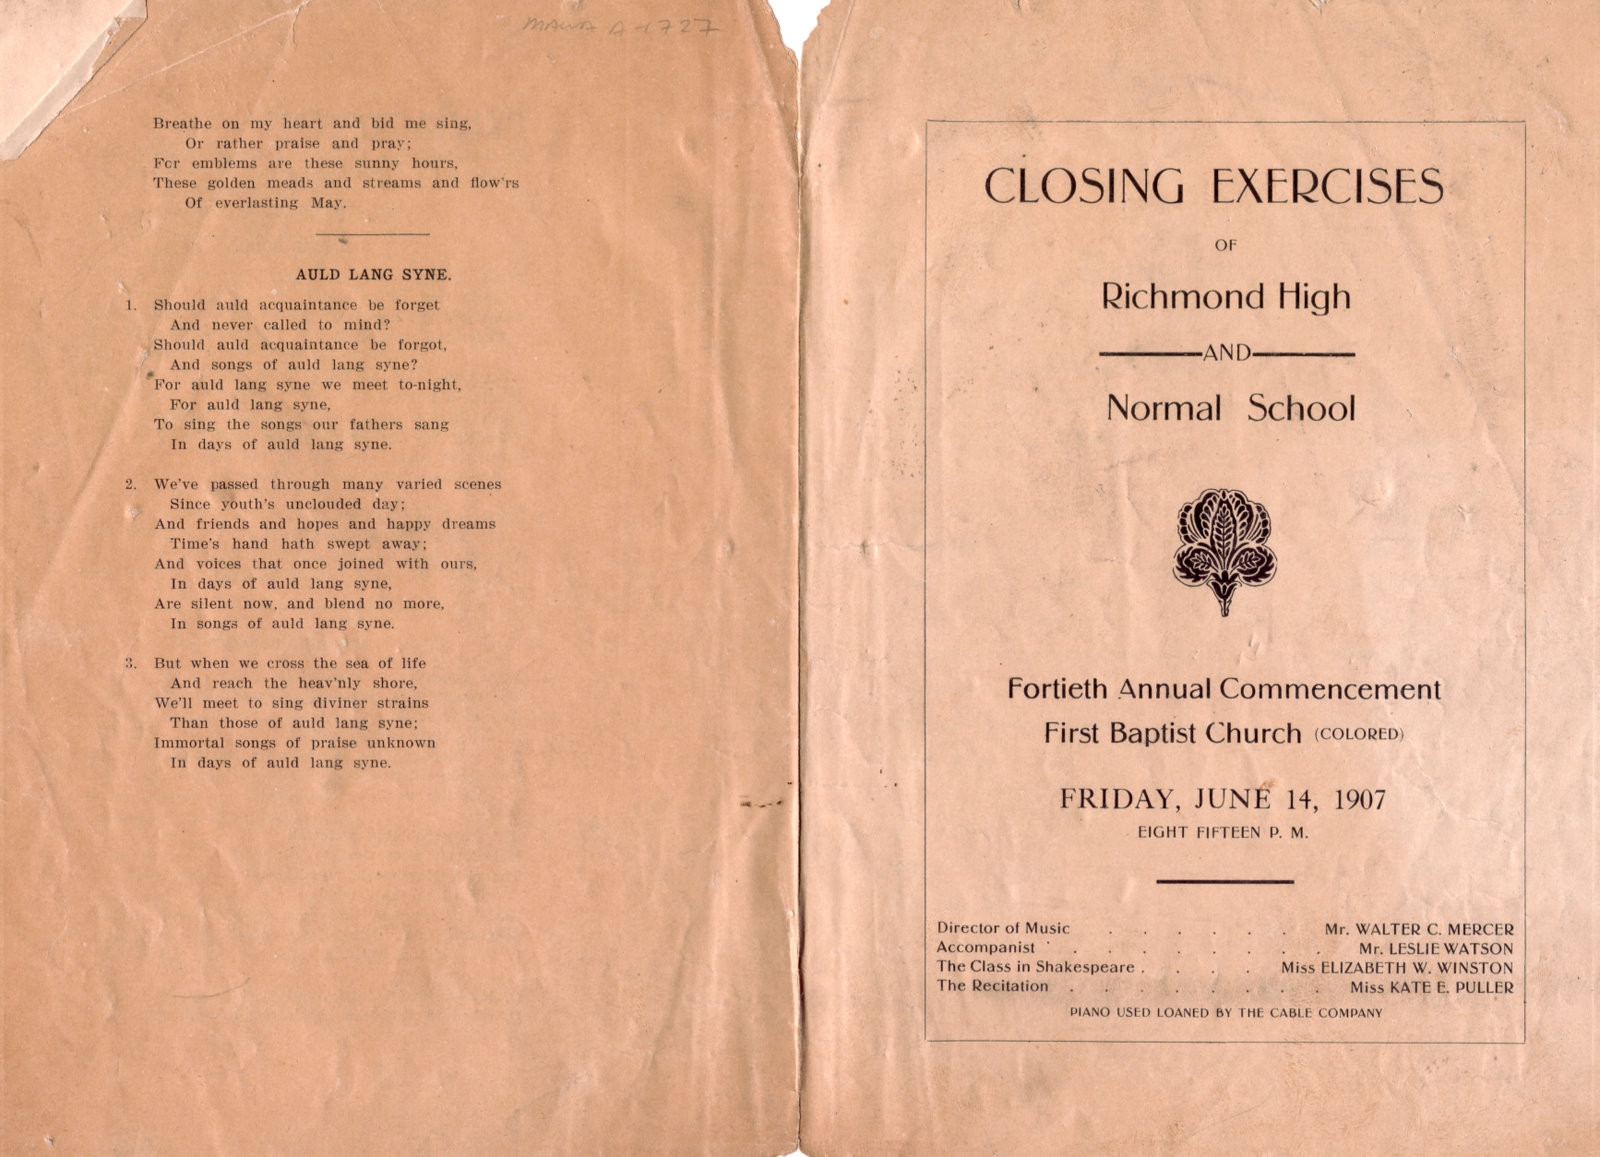 MAWA A-1727
Breathe on my heart and bid me sing,
Or rather praise and pray;
For emblems are these sunny hours,
These golden meads and streams and flow'rs
Of everlasting May.
AULD LANG SYNE.
1. Should auld acquaintance be forget
And never called to mind?
Should auld acquaintance be forgot,
And songs of auld lang syne?
For auld lang syne we meet to-night,
For auld lang syne,
To sing the songs our fathers sang
In days of auld lang syne.
2. We've passed through many varied scenes
Since youth's unclouded day;
And friends and hopes and happy dreams
Time's hand hath swept away;
And voices that once joined with ours,
In days of auld lang syne,
Are silent now, and blend no more,
In songs of auld lang syne.
3. But when we cross the sea of life
And reach the heav'nly shore,
We'll meet to sing diviner strains
Than those of auld lang syne;
Immortal songs of praise unknown
In days of auld lang syne.
CLOSING EXERCISES
OF
Richmond High
AND
Normal School
Fortieth Annual Commencement
First Baptist Church (COLORED)
FRIDAY, JUNE 14, 1907
EIGHT FIFTEEN P. M.
Director of Music . . . . . . Mr. WALTER C. MERCER
Accompanist . . . . . . . . Mr. LESLIE WATSON
The Class in Shakespeare . . . . Miss ELIZABETH W. WINSTON
The Recitation . . . . . . . . Miss KATE E. PULLER
PIANO USED LOANED BY THE CABLE COMPANY